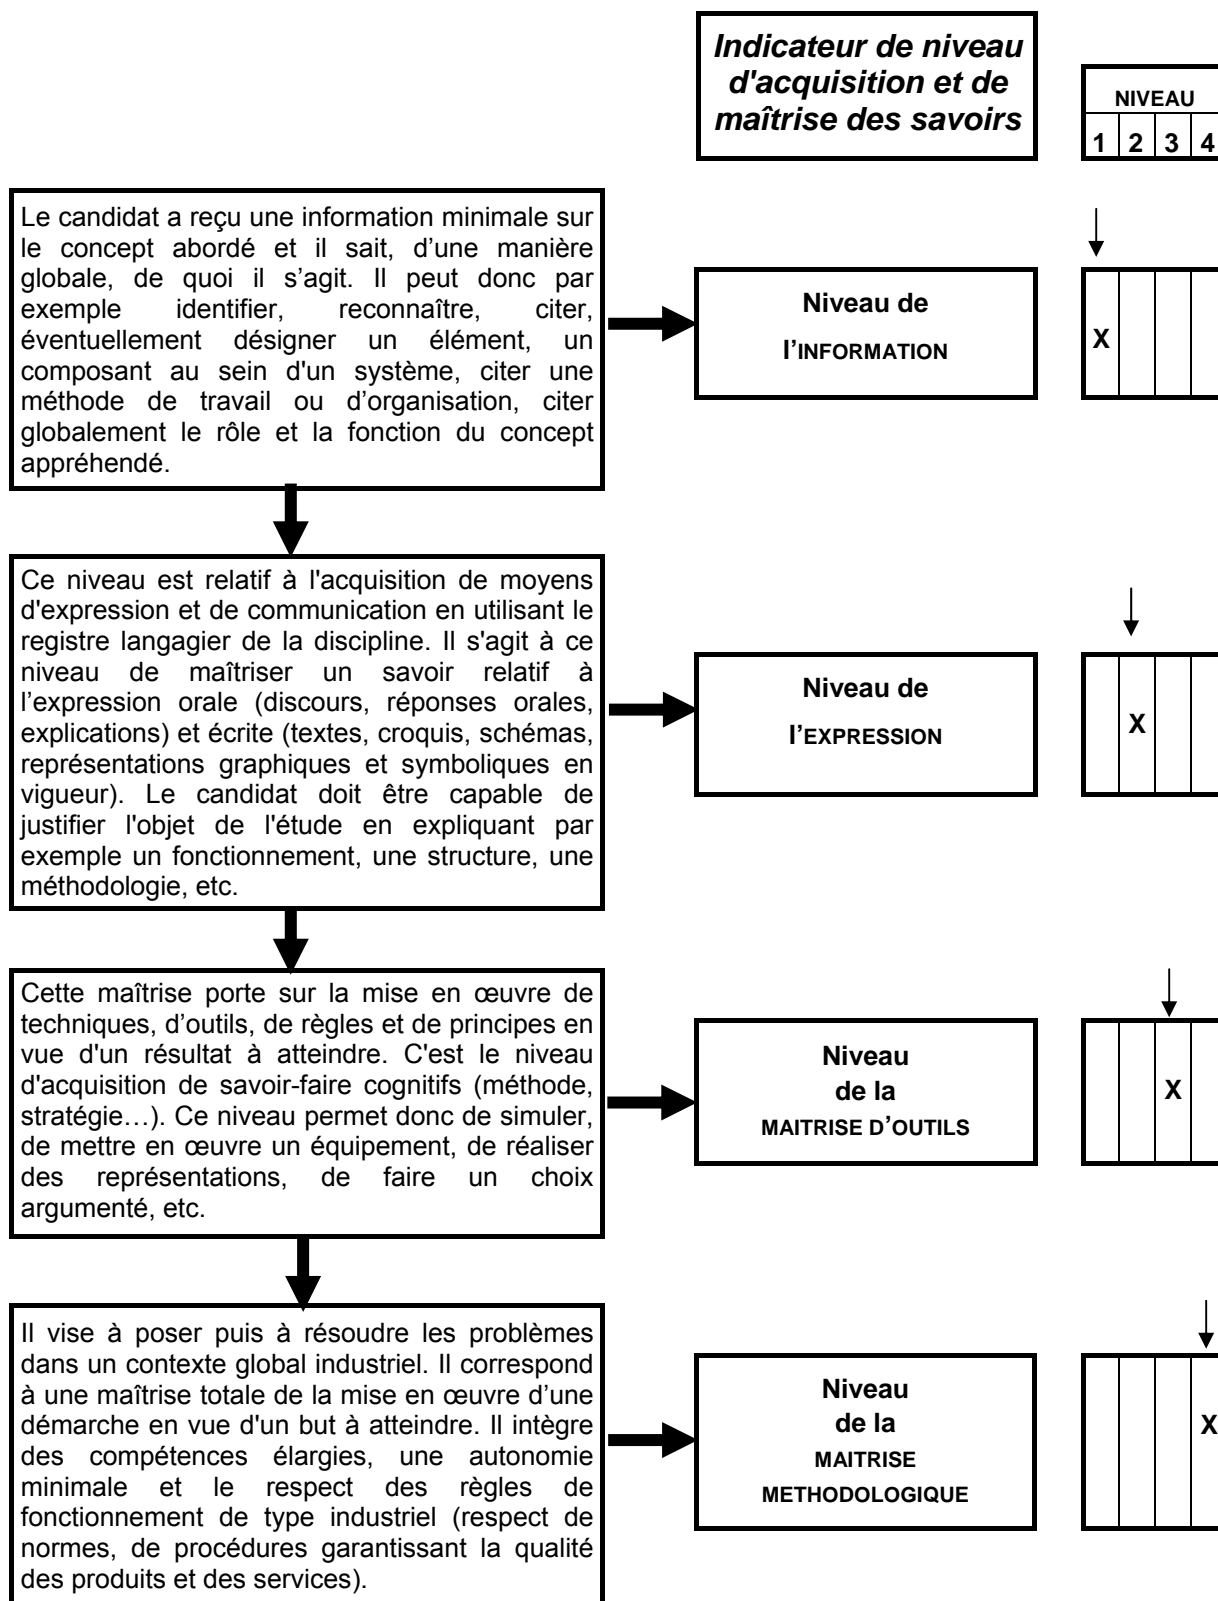 Indicateur de niveau
d'acquisition et de
maîtrise des savoirs
NIVEAU
1 2 3 4
Le candidat a reçu une information minimale sur
le concept abordé et il sait, d’une manière
globale, de quoi il s’agit. Il peut donc par
exemple identifier, reconnaître, citer,
éventuellement désigner un élément, un
composant au sein d'un système, citer une
méthode de travail ou d’organisation, citer
globalement le rôle et la fonction du concept
appréhendé.
Niveau de
l’INFORMATION
X
Ce niveau est relatif à l'acquisition de moyens
d'expression et de communication en utilisant le
registre langagier de la discipline. Il s'agit à ce
niveau de maîtriser un savoir relatif à
l’expression orale (discours, réponses orales,
explications) et écrite (textes, croquis, schémas,
représentations graphiques et symboliques en
vigueur). Le candidat doit être capable de
justifier l'objet de l'étude en expliquant par
exemple un fonctionnement, une structure, une
méthodologie, etc.
Niveau de
l’EXPRESSION
X
Cette maîtrise porte sur la mise en œuvre de
techniques, d’outils, de règles et de principes en
vue d'un résultat à atteindre. C'est le niveau
d'acquisition de savoir-faire cognitifs (méthode,
stratégie…). Ce niveau permet donc de simuler,
de mettre en œuvre un équipement, de réaliser
des représentations, de faire un choix
argumenté, etc.
Niveau
de la
MAITRISE D’OUTILS
X
Il vise à poser puis à résoudre les problèmes
dans un contexte global industriel. Il correspond
à une maîtrise totale de la mise en œuvre d’une
démarche en vue d'un but à atteindre. Il intègre
des compétences élargies, une autonomie
minimale et le respect des règles de
fonctionnement de type industriel (respect de
normes, de procédures garantissant la qualité
des produits et des services).
Niveau
de la
MAITRISE
METHODOLOGIQUE
X